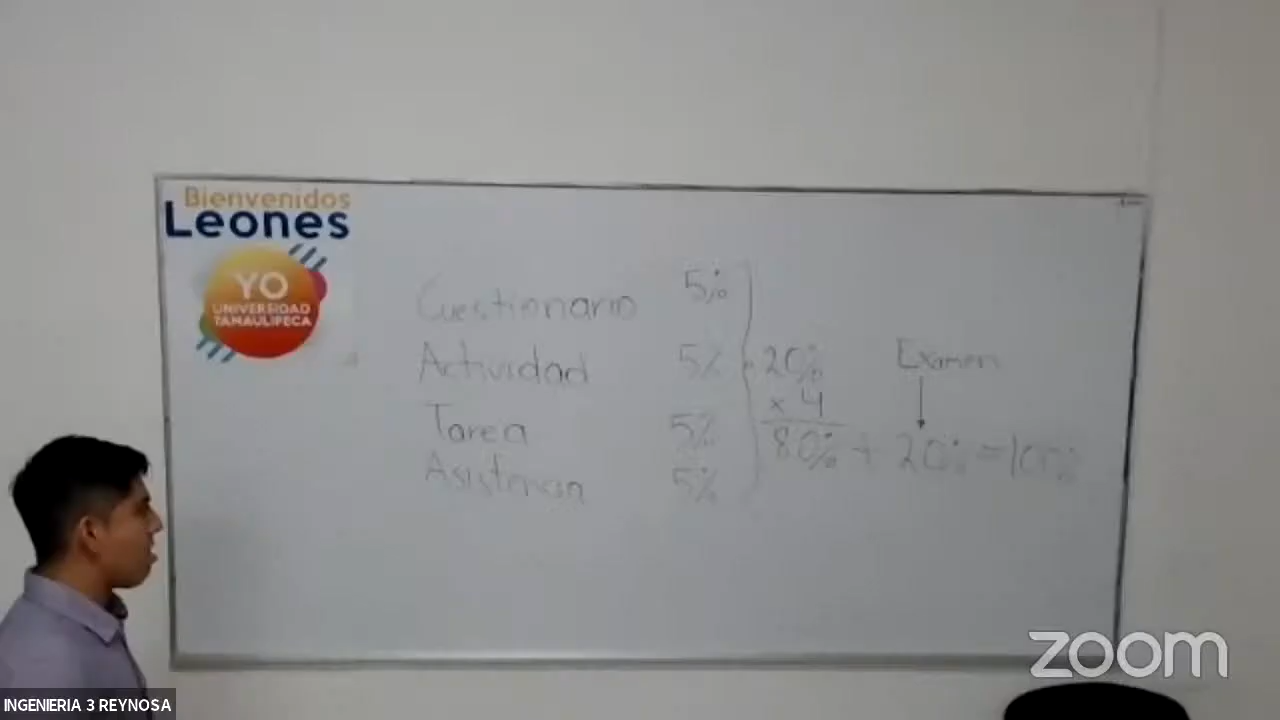 Bienvenidos
Leones
YO
UNIVERSIDAD
TAMAULIPECA
Cuestionario 5%
Actividad 5% 20%
x 4
Tarea 5% 80% + 20% = 100%
Asistencia 5%
Examen
zoom
INGENIERIA 3 REYNOSA